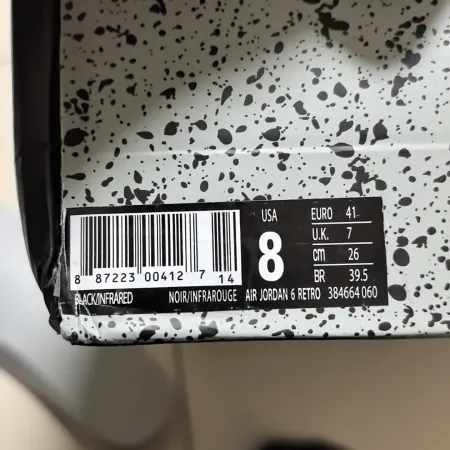 USA
8
EURO 41
U.K. 7
cm 26
BR 39.5
8 87223 00412 7 14
BLACK/INFRARED NOIR/INFRAROUGE AIR JORDAN 6 RETRO 384664 060